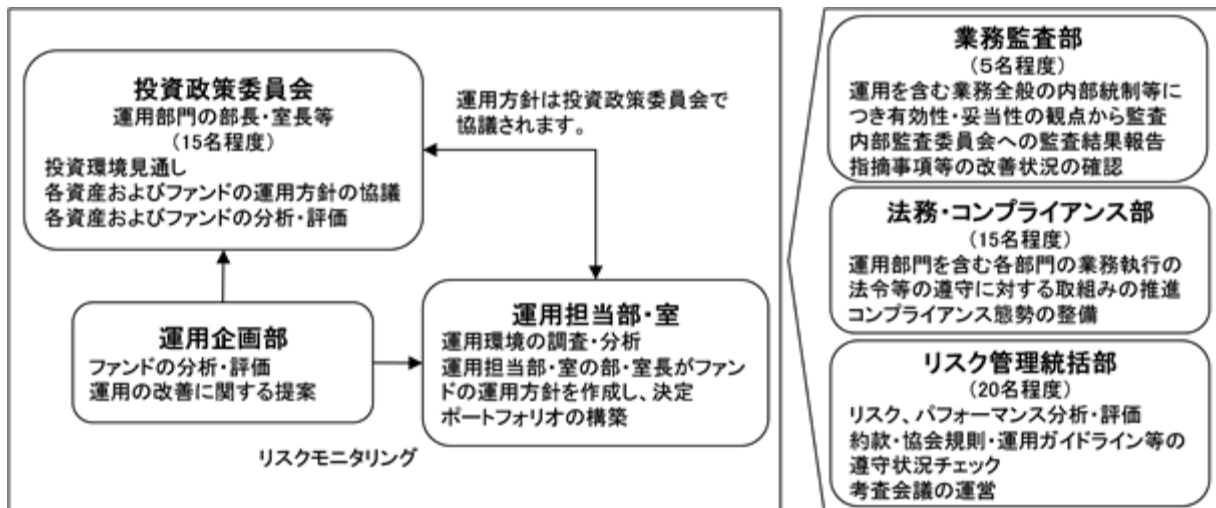 投資政策委員会
運用部門の部長・室長等
(15名程度)
投資環境見通し
各資産およびファンドの運用方針の協議
各資産およびファンドの分析・評価
運用方針は投資政策委員会で
協議されます。
運用企画部
ファンドの分析・評価
運用の改善に関する提案
運用担当部・室
運用環境の調査・分析
運用担当部・室の部・室長がファン
ドの運用方針を作成し、決定
ポートフォリオの構築
リスクモニタリング
業務監査部
(5名程度)
運用を含む業務全般の内部統制等に
つき有効性・妥当性の観点から監査
内部監査委員会への監査結果報告
指摘事項等の改善状況の確認
法務・コンプライアンス部
(15名程度)
運用部門を含む各部門の業務執行の
法令等の遵守に対する取組みの推進
コンプライアンス態勢の整備
リスク管理統括部
(20名程度)
リスク、パフォーマンス分析・評価
約款・協会規則・運用ガイドライン等の
遵守状況チェック
考査会議の運営